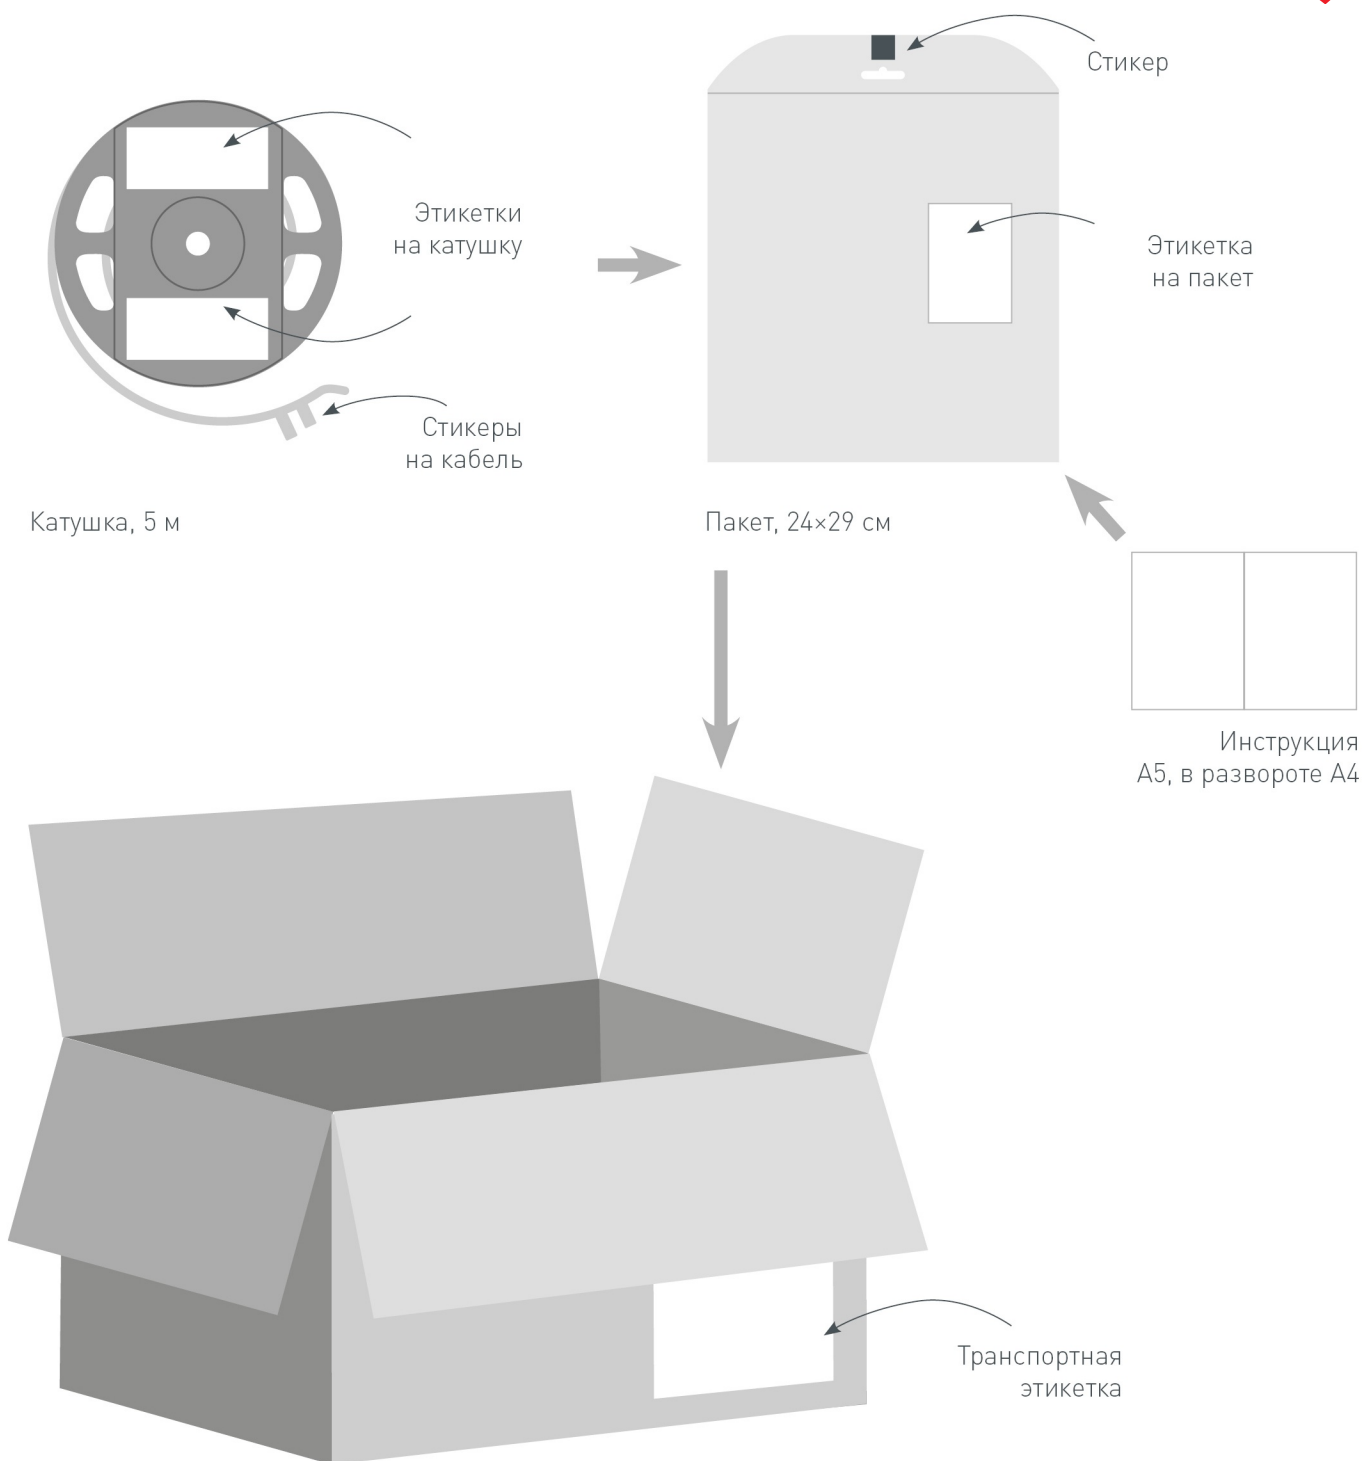 Стикер
Этикетки
на катушку
Этикетка
на пакет
Стикеры
на кабель
Катушка, 5 м
Пакет, 24×29 см
Инструкция
А5, в развороте А4
Транспортная
этикетка